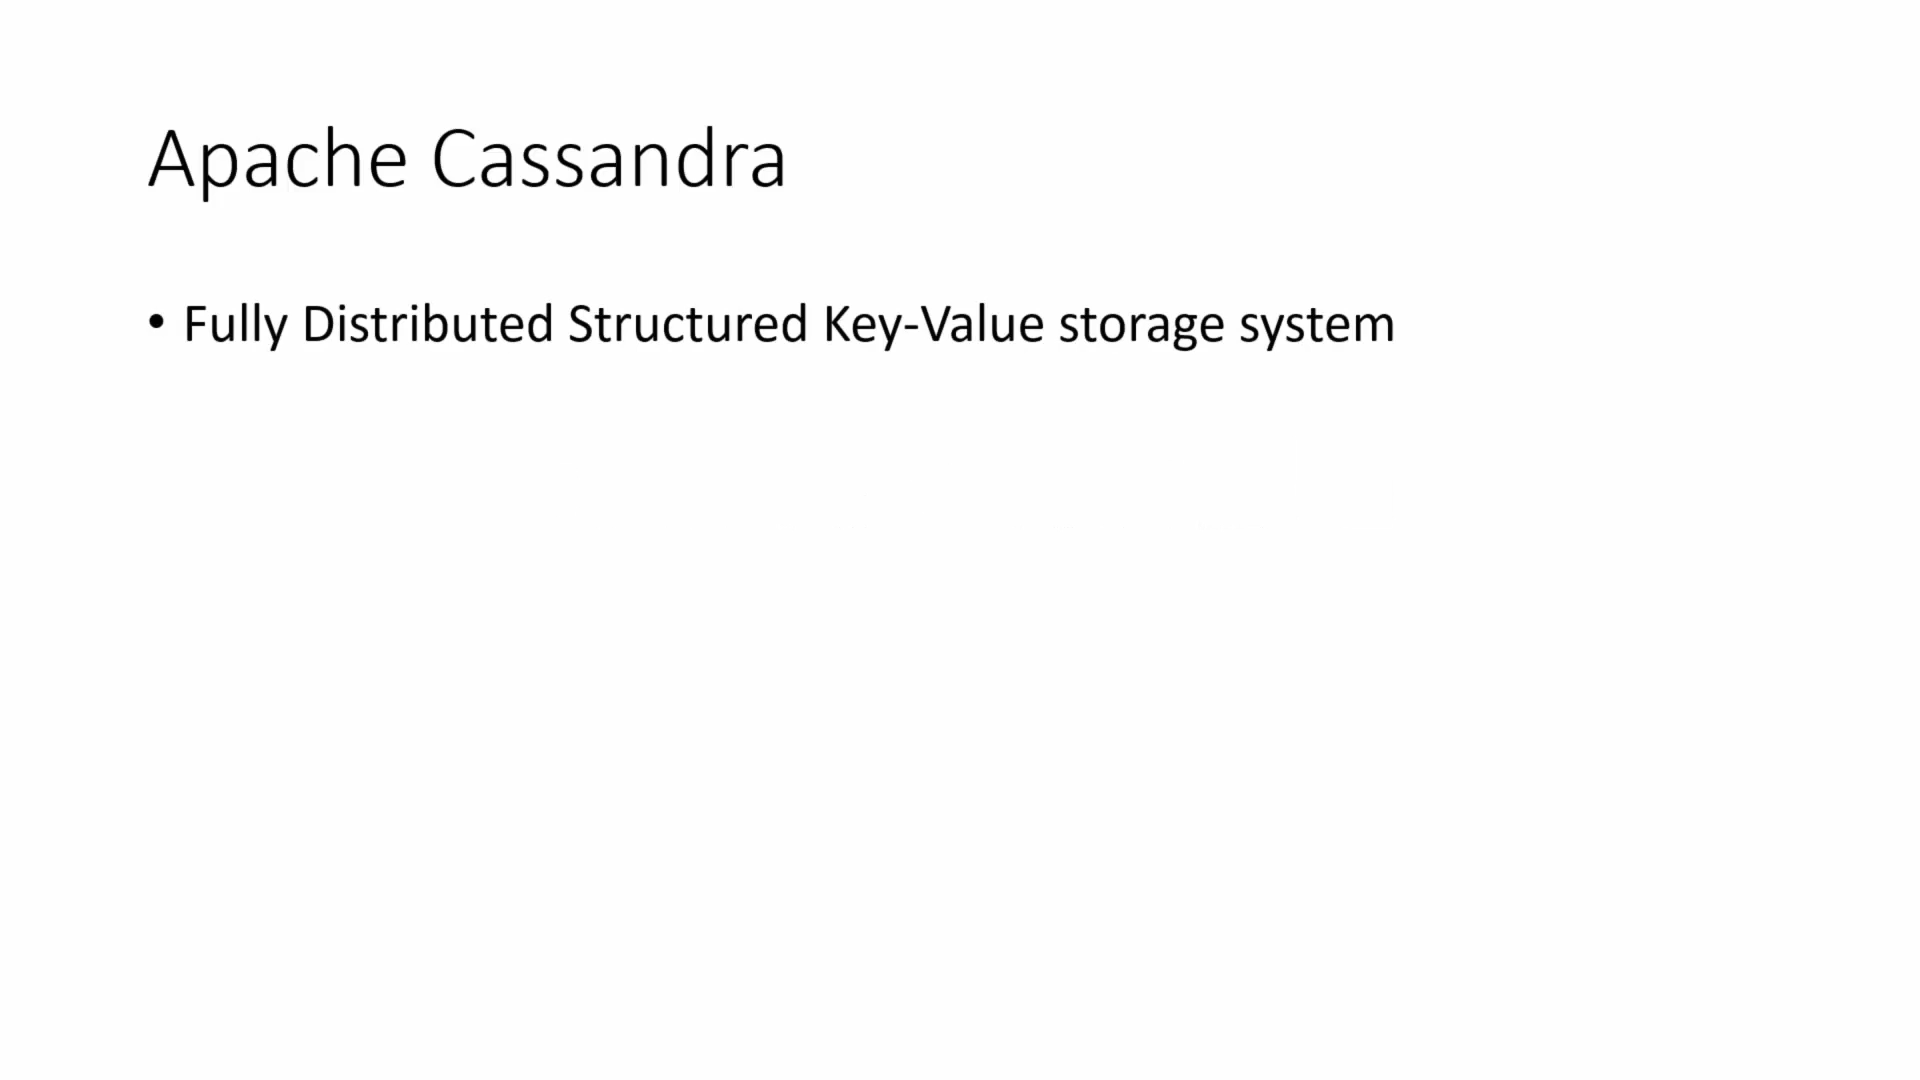 Apache Cassandra
• Fully Distributed Structured Key-Value storage system